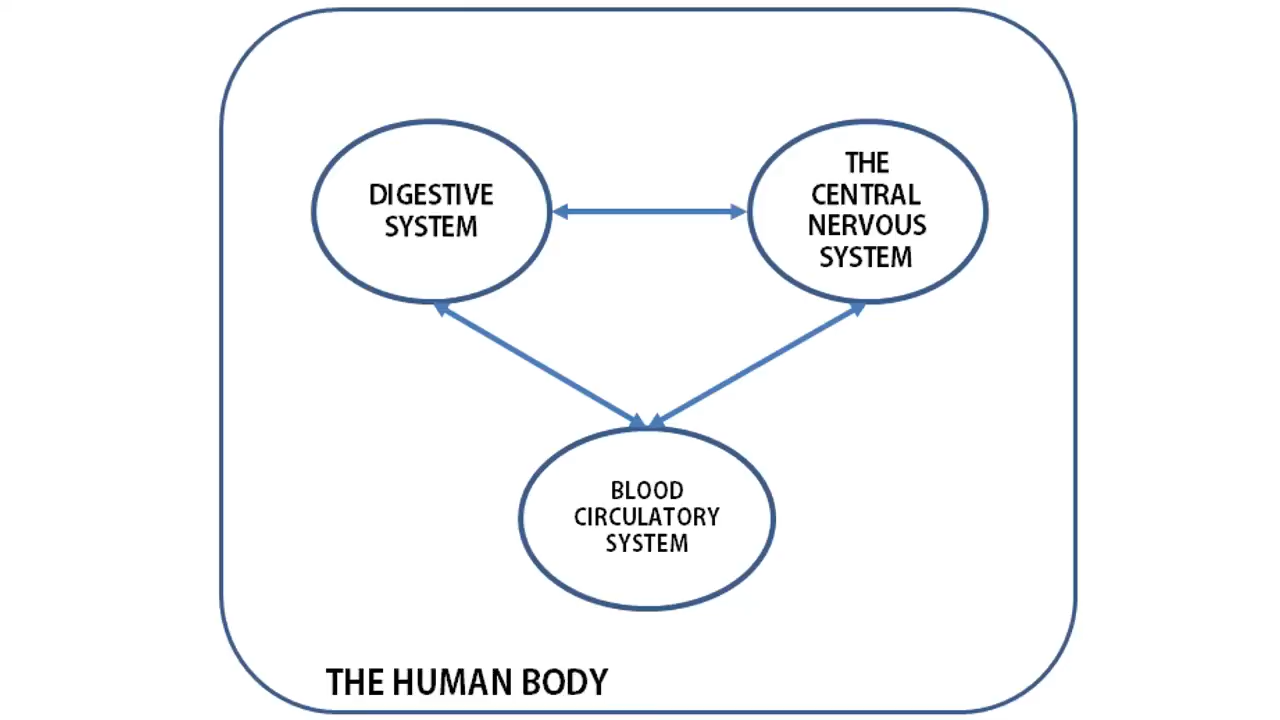 DIGESTIVE
SYSTEM
THE
CENTRAL
NERVOUS
SYSTEM
BLOOD
CIRCULATORY
SYSTEM
THE HUMAN BODY